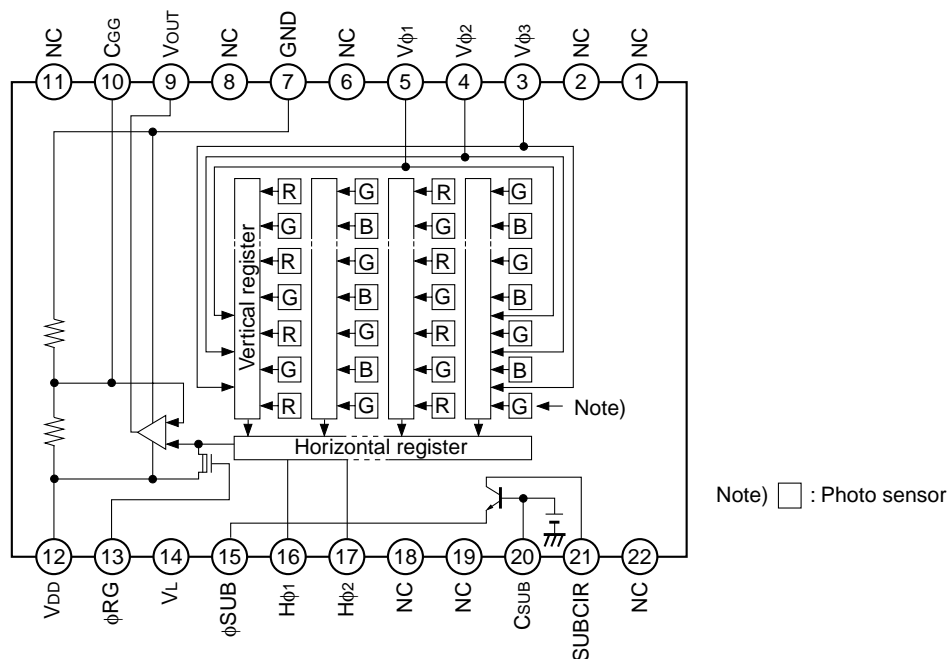 NC CGG VOUT NC GND NC Vϕ1 Vϕ2 Vϕ3 NC NC
11 10 9 8 7 6 5 4 3 2 1
R G R G
G B G B
R G R G
G B G B
R G R G
G B G B
R G R G
Vertical register
Note)
Horizontal register
Note) : Photo sensor
12 13 14 15 16 17 18 19 20 21 22
VDD ϕRG VL ϕSUB Hϕ1 Hϕ2 NC NC CSUB SUBCIR NC